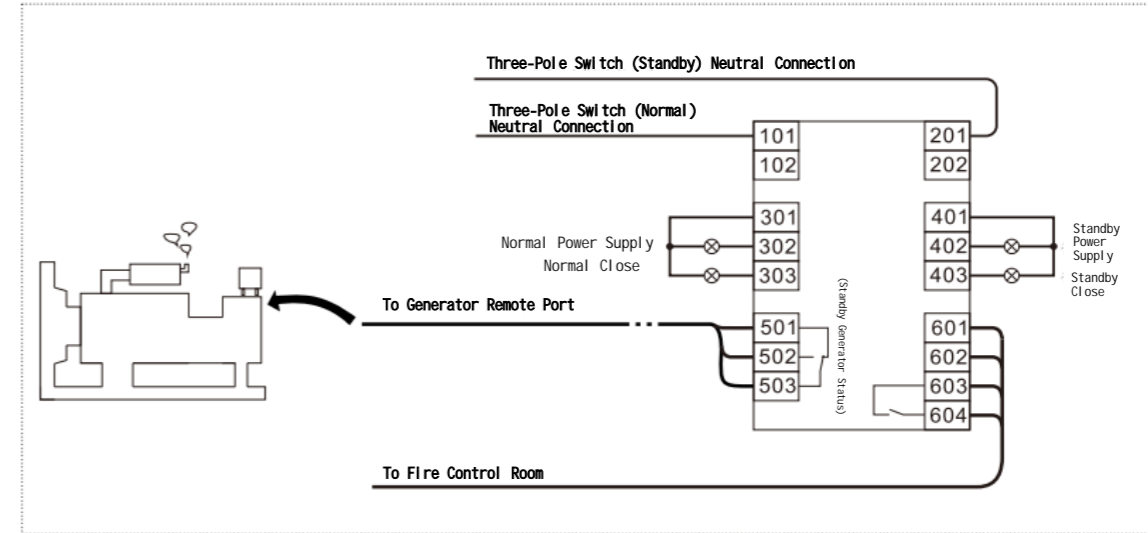 Three-Pole Switch (Standby) Neutral Connection
Three-Pole Switch (Normal)
Neutral Connection
101
102
201
202
301
302
303
401
402
403
Normal Power Supply
Normal Close
Standby
Power
Supply
Standby
Close
(Standby Generator Status)
To Generator Remote Port
501
502
503
601
602
603
604
To Fire Control Room